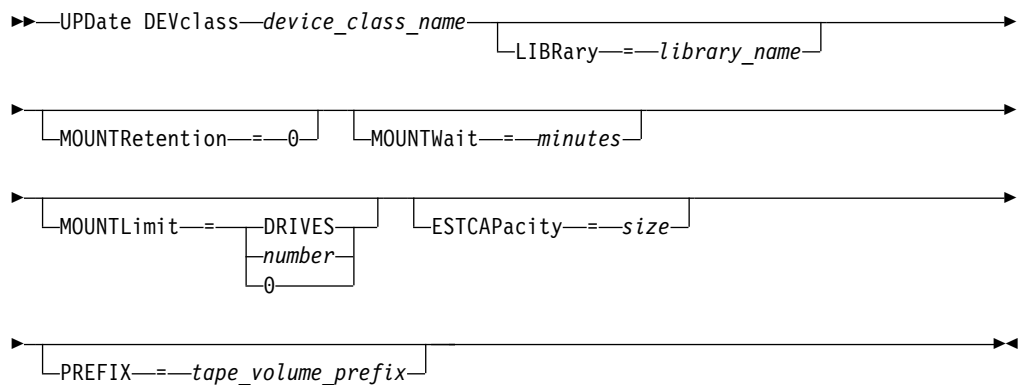 UPDate DEVclass device_class_name
LIBRary = library_name
MOUNTRetention = 0 MOUNTWait = minutes
MOUNTLimit = DRIVES
number
0
ESTCAPacity = size
PREFIX = tape_volume_prefix